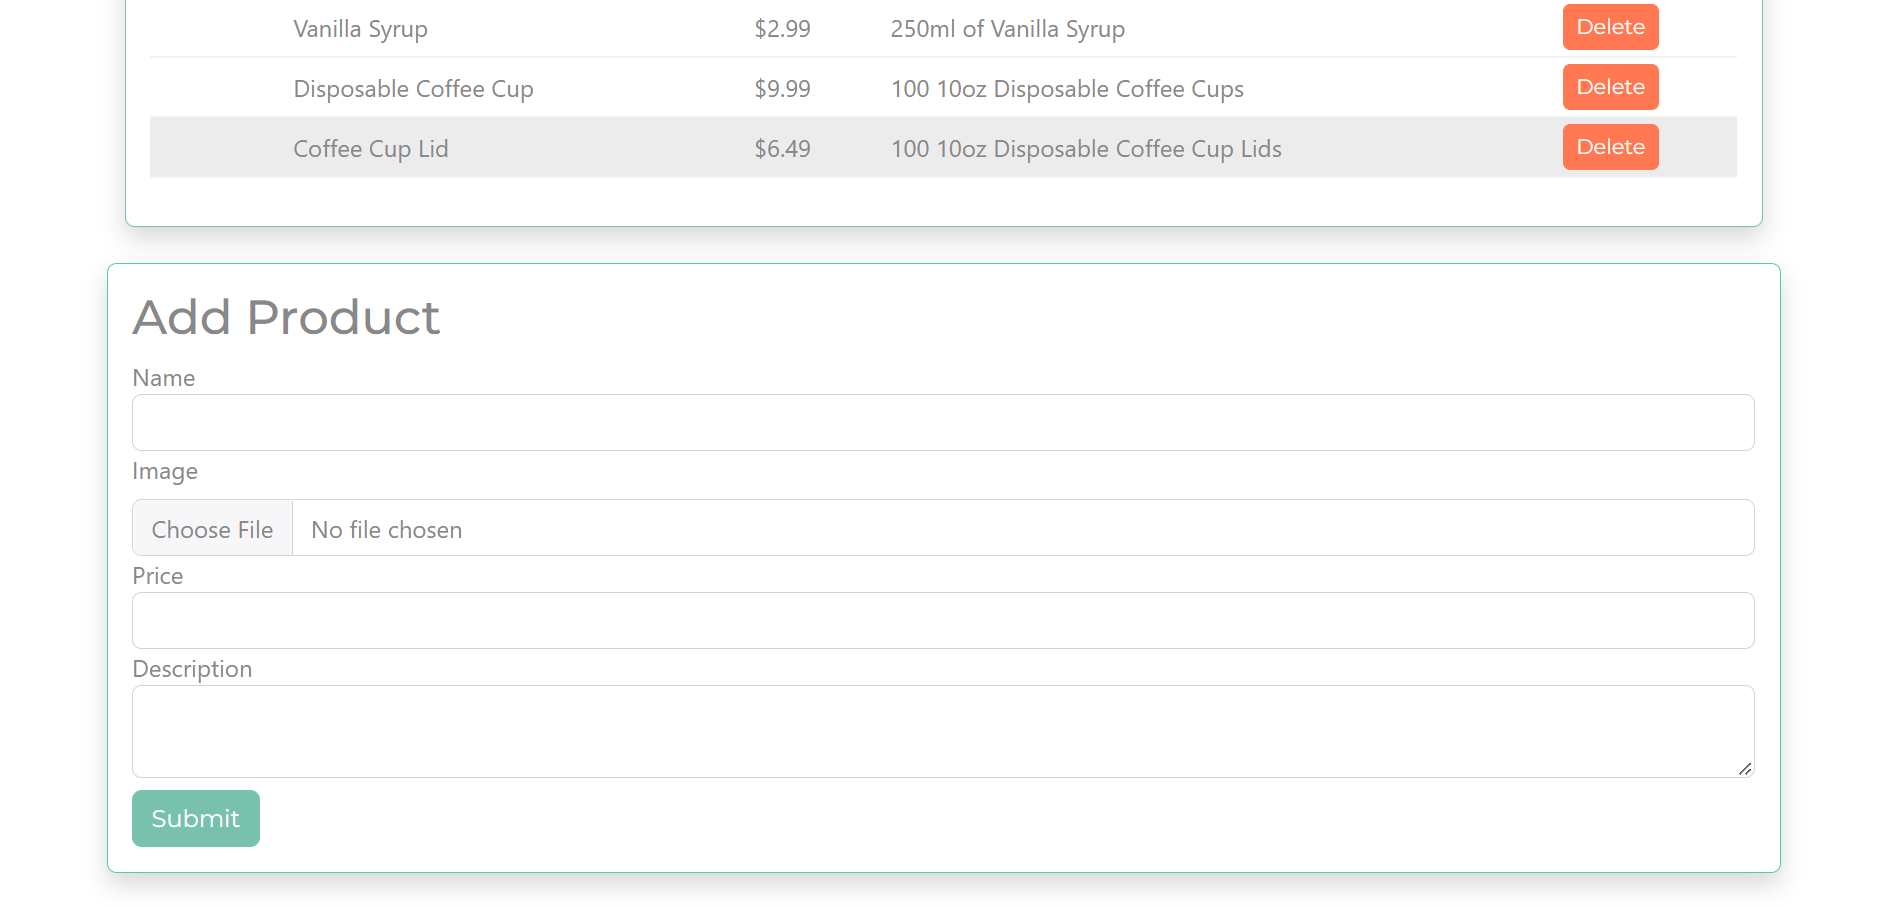 Vanilla Syrup $2.99 250ml of Vanilla Syrup Delete
Disposable Coffee Cup $9.99 100 10oz Disposable Coffee Cups Delete
Coffee Cup Lid $6.49 100 10oz Disposable Coffee Cup Lids Delete
Add Product
Name
Image
Choose File No file chosen
Price
Description
Submit